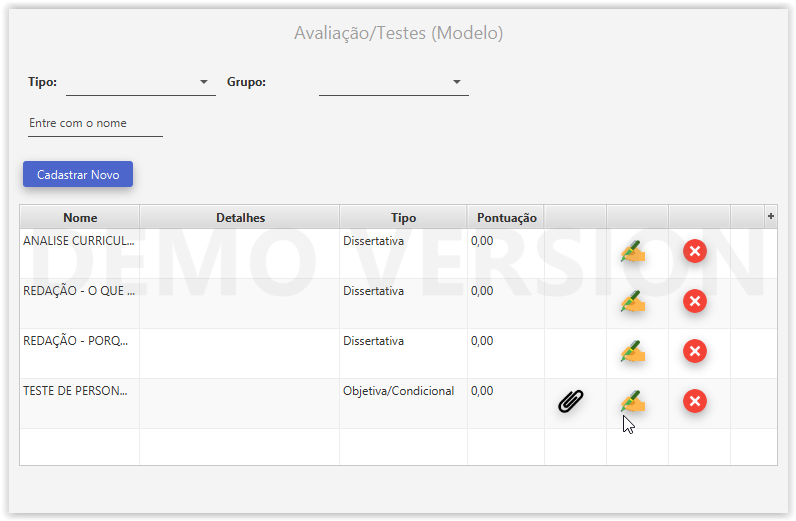 Avaliação/Testes (Modelo)
Tipo: Grupo:
Entre com o nome
Cadastrar Novo
Nome Detalhes Tipo Pontuação +
ANALISE CURRICUL... Dissertativa 0,00
DEMO VERSION
REDAÇÃO - O QUE ... Dissertativa 0,00
REDAÇÃO - PORQ... Dissertativa 0,00
TESTE DE PERSON... Objetiva/Condicional 0,00